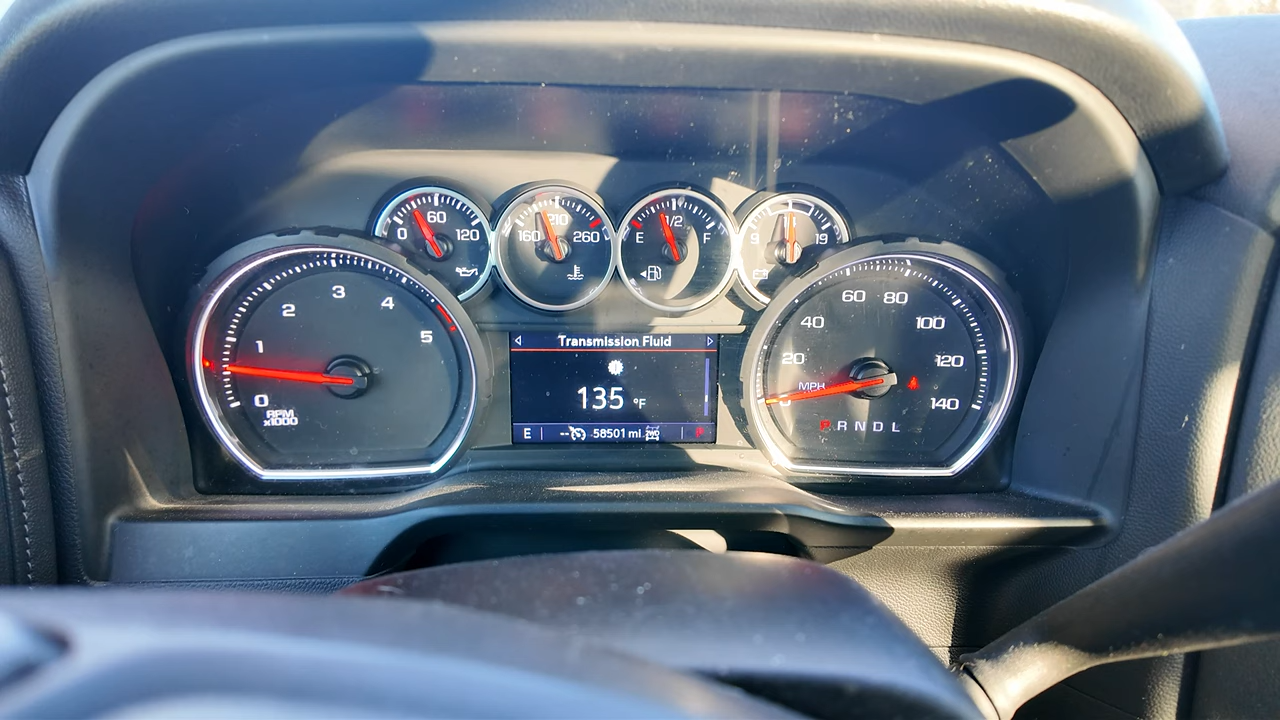 60
0 120
210
160 260
1/2
E F
9 19
3
2 4
1 5
0
RPM
x1000
Transmission Fluid
135 °F
E -- 58501 mi
60 80
40 100
20 120
MPH
140
P R N D L